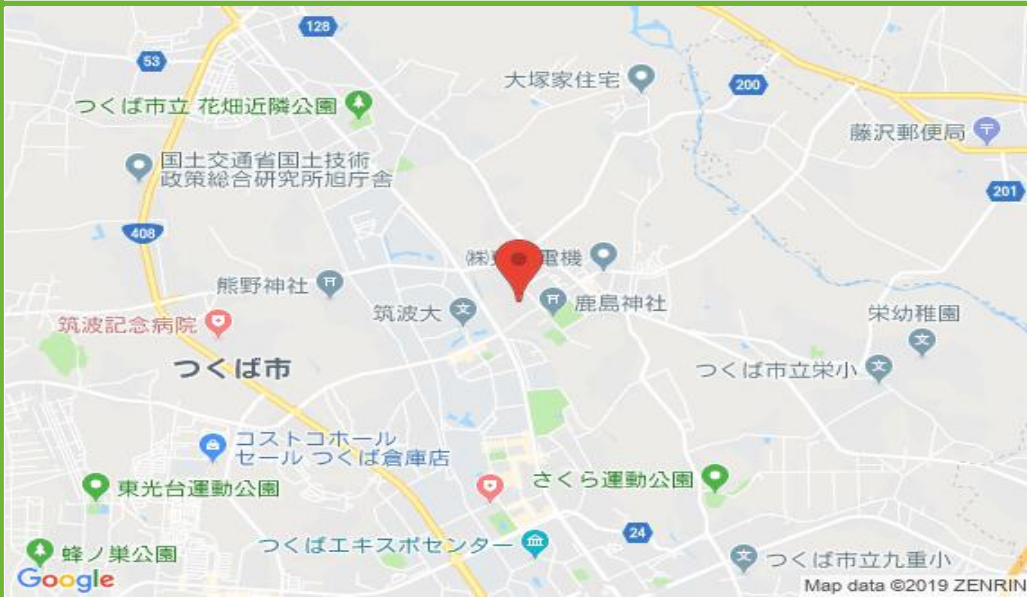 128
53
大塚家住宅
200
つくば市立 花畑近隣公園
藤沢郵便局
国土交通省国土技術
政策総合研究所旭庁舎
201
408
㈱
電機
熊野神社
鹿島神社
筑波大
栄幼稚園
筑波記念病院
つくば市
つくば市立栄小
コストコホール
セール つくば倉庫店
さくら運動公園
東光台運動公園
24
つくばエキスポセンター
蜂ノ巣公園
つくば市立九重小
Google
Map data ©2019 ZENRIN